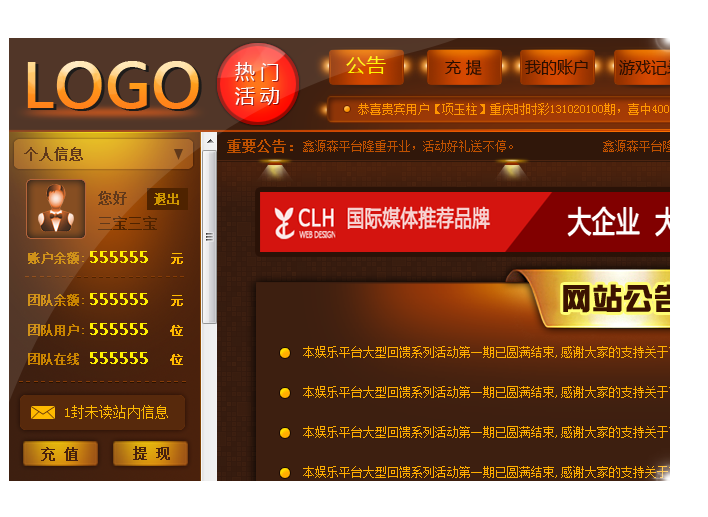 LOGO
热门
活动
公告
充提
我的账户
游戏记
恭喜贵宾用户【项玉柱】重庆时时彩131020100期，喜中400
个人信息
重要公告：
鑫源森平台隆重开业，活动好礼送不停。
鑫源森平台隆
您好
退出
三宝三宝
账户余额: 555555 元
团队余额: 555555 元
团队用户: 555555 位
团队在线 555555 位
1封未读站内信息
充值
提现
CLH
WEB DESIGN
国际媒体推荐品牌
大企业 大
网站公告
本娱乐平台大型回馈系列活动第一期已圆满结束,感谢大家的支持关于
本娱乐平台大型回馈系列活动第一期已圆满结束,感谢大家的支持关于
本娱乐平台大型回馈系列活动第一期已圆满结束,感谢大家的支持关于
本娱乐平台大型回馈系列活动第一期已圆满结束,感谢大家的支持关于